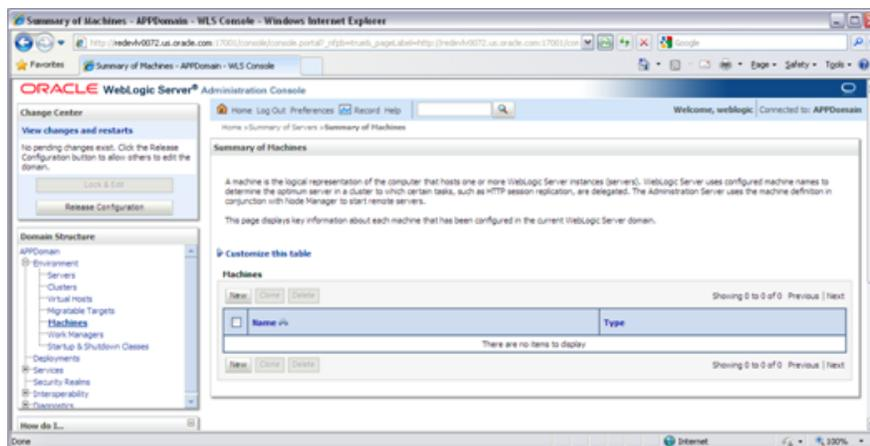 Summary of Machines - APPDomain - WLS Console - Windows Internet Explorer
Google
Favorites
Summary of Machines - APPDomain - WLS Console
Page
Safety
Tools
ORACLE WebLogic Server® Administration Console
Change Center
View changes and restarts
No pending changes exist. Click the Release Configuration button to allow others to edit the domain.
Lock & Edit
Release Configuration
Domain Structure
APPDomain
Environment
Servers
Clusters
Virtual Hosts
Migratable Targets
Machines
Work Managers
Startup & Shutdown Classes
Deployments
Services
Security Realms
Interoperability
Diagnostics
How do I...
Home Log Out Preferences Record Help
Welcome, weblogic Connected to: APPDomain
Home >Summary of Servers >Summary of Machines
Summary of Machines
A machine is the logical representation of the computer that hosts one or more WebLogic Server instances (servers). WebLogic Server uses configured machine names to
determine the optimum server in a cluster to which certain tasks, such as HTTP session replication, are delegated. The Administration Server uses the machine definition in
conjunction with Node Manager to start remote servers.
This page displays key information about each machine that has been configured in the current WebLogic Server domain.
Customize this table
Machines
New Clone Delete
Showing 0 to 0 of 0 Previous | Next
Name
Type
There are no items to display
New Clone Delete
Showing 0 to 0 of 0 Previous | Next
Done
Internet
100%